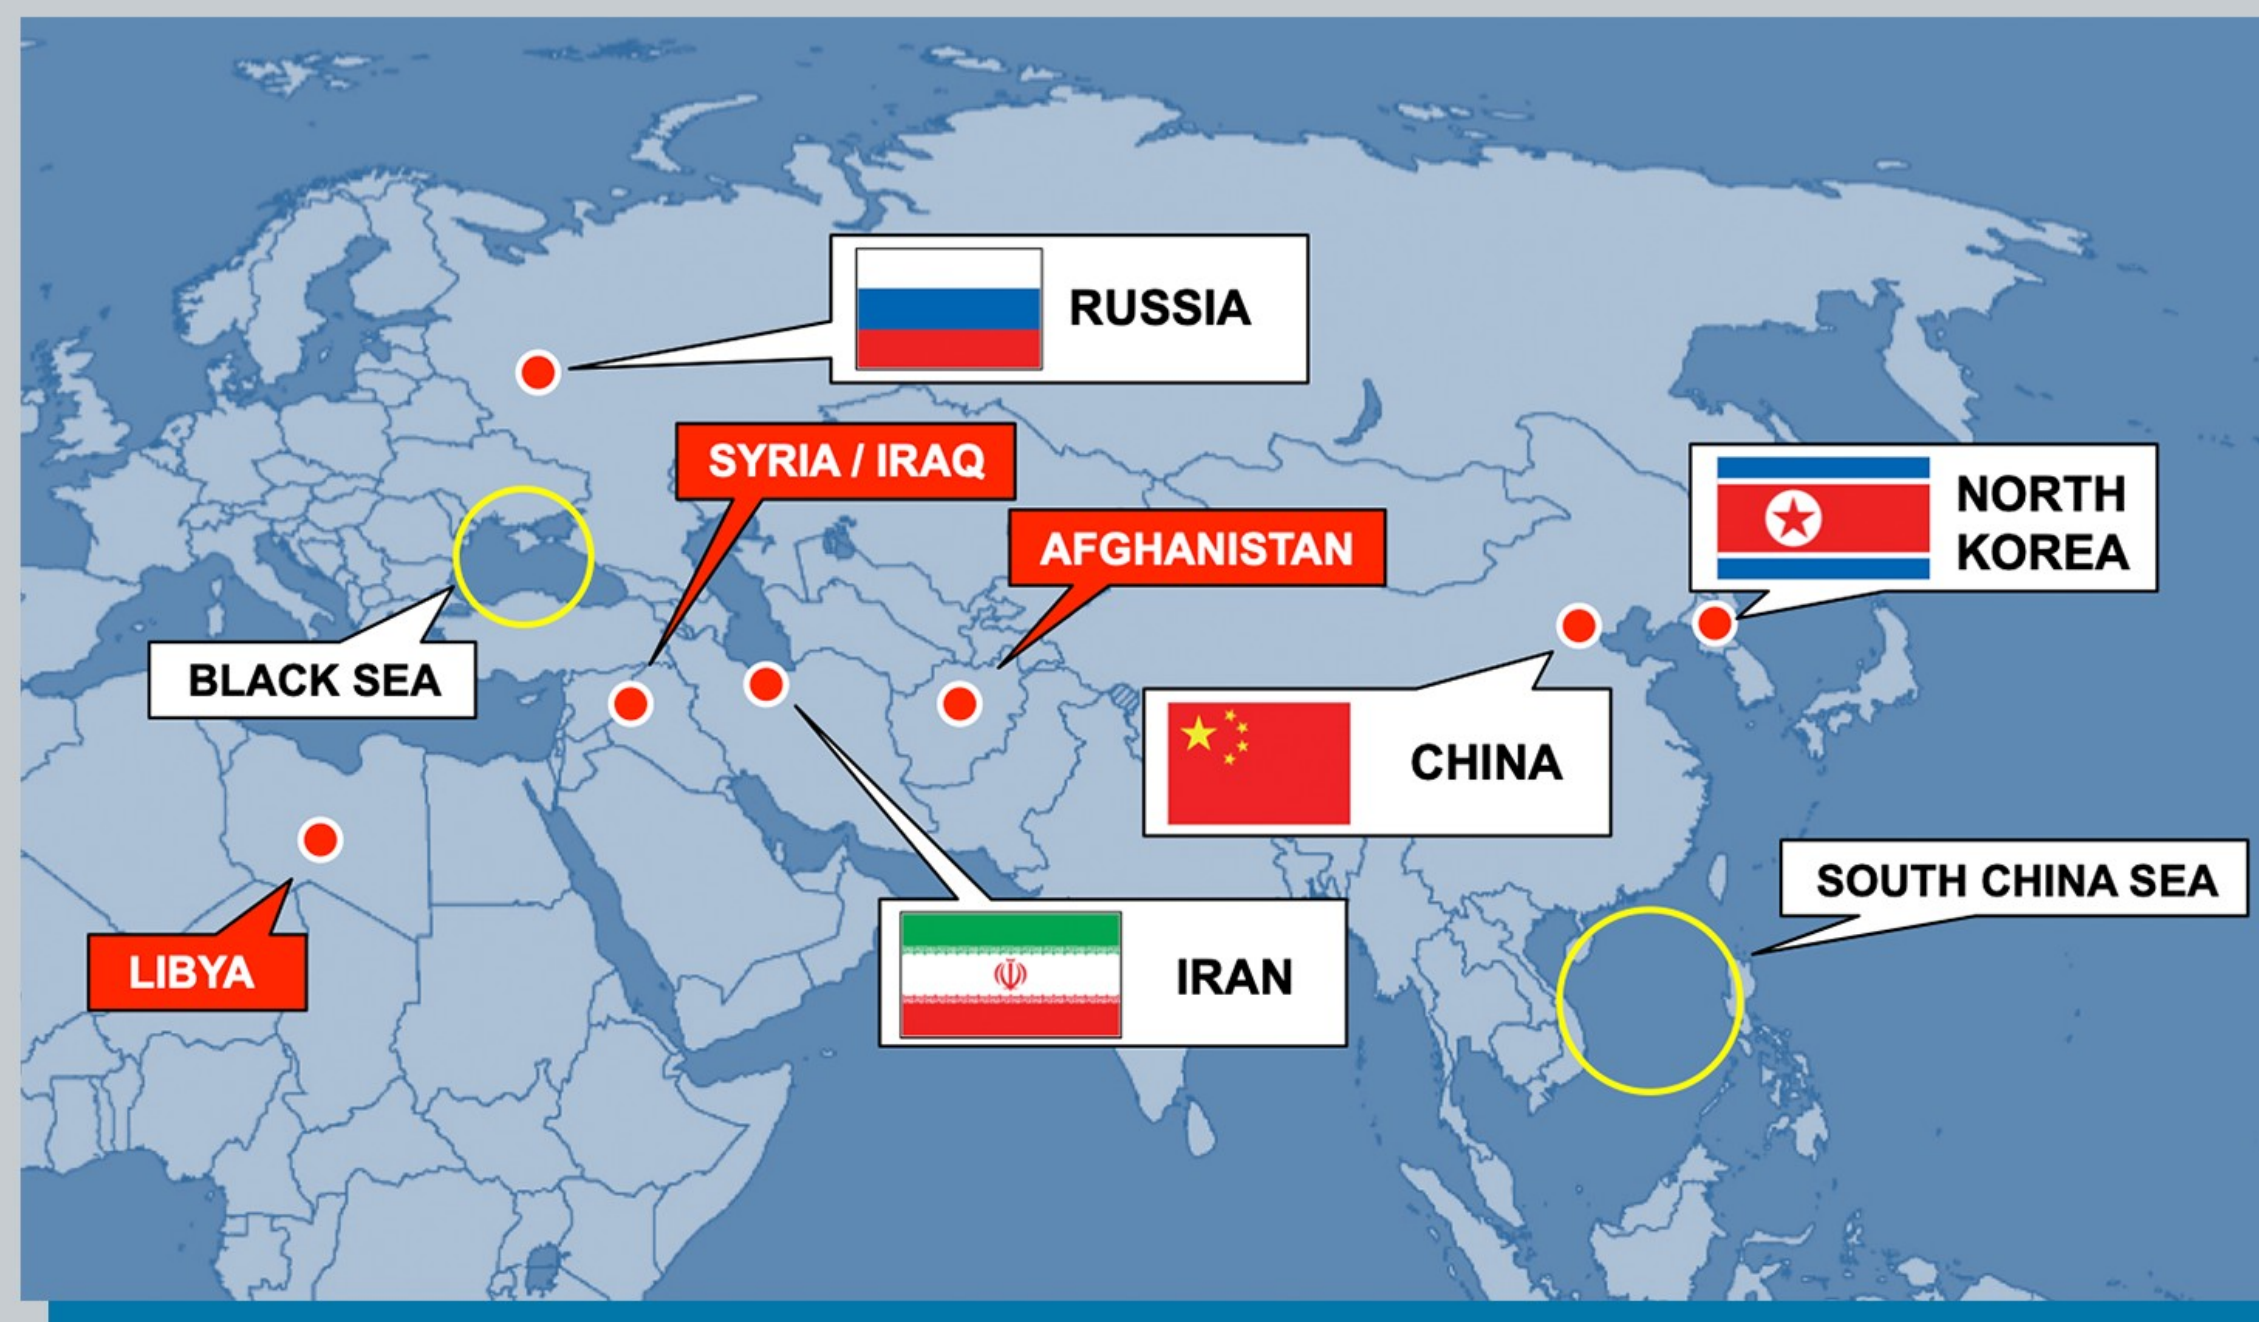 RUSSIA
SYRIA / IRAQ
AFGHANISTAN
NORTH
KOREA
BLACK SEA
CHINA
SOUTH CHINA SEA
LIBYA
IRAN